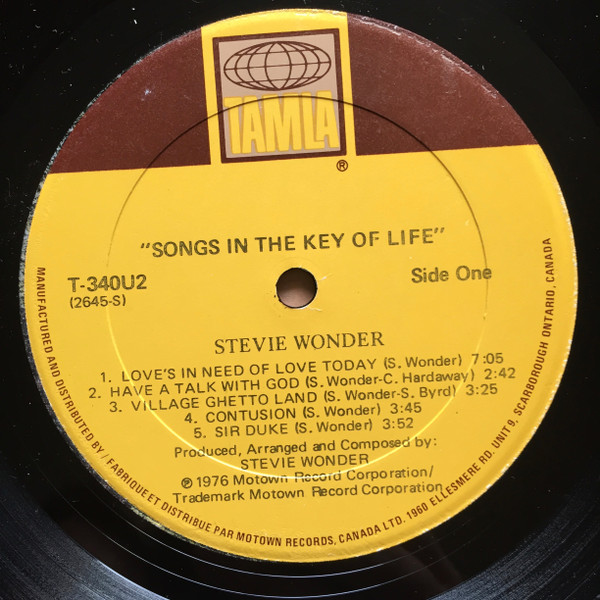 TAMLA
®
"SONGS IN THE KEY OF LIFE"
T-340U2
(2645-S)
Side One
STEVIE WONDER
1. LOVE'S IN NEED OF LOVE TODAY (S. Wonder) 7:05
2. HAVE A TALK WITH GOD (S. Wonder-C. Hardaway) 2:42
3. VILLAGE GHETTO LAND (S. Wonder-S. Byrd) 3:25
4. CONTUSION (S. Wonder) 3:45
5. SIR DUKE (S. Wonder) 3:52
Produced, Arranged and Composed by:
STEVIE WONDER
℗ 1976 Motown Record Corporation/
Trademark Motown Record Corporation
MANUFACTURED AND DISTRIBUTED BY / FABRIQUE ET DISTRIBUE PAR MOTOWN RECORDS, CANADA LTD. 1960 ELLESMERE RD. UNIT 9, SCARBOROUGH ONTARIO, CANADA